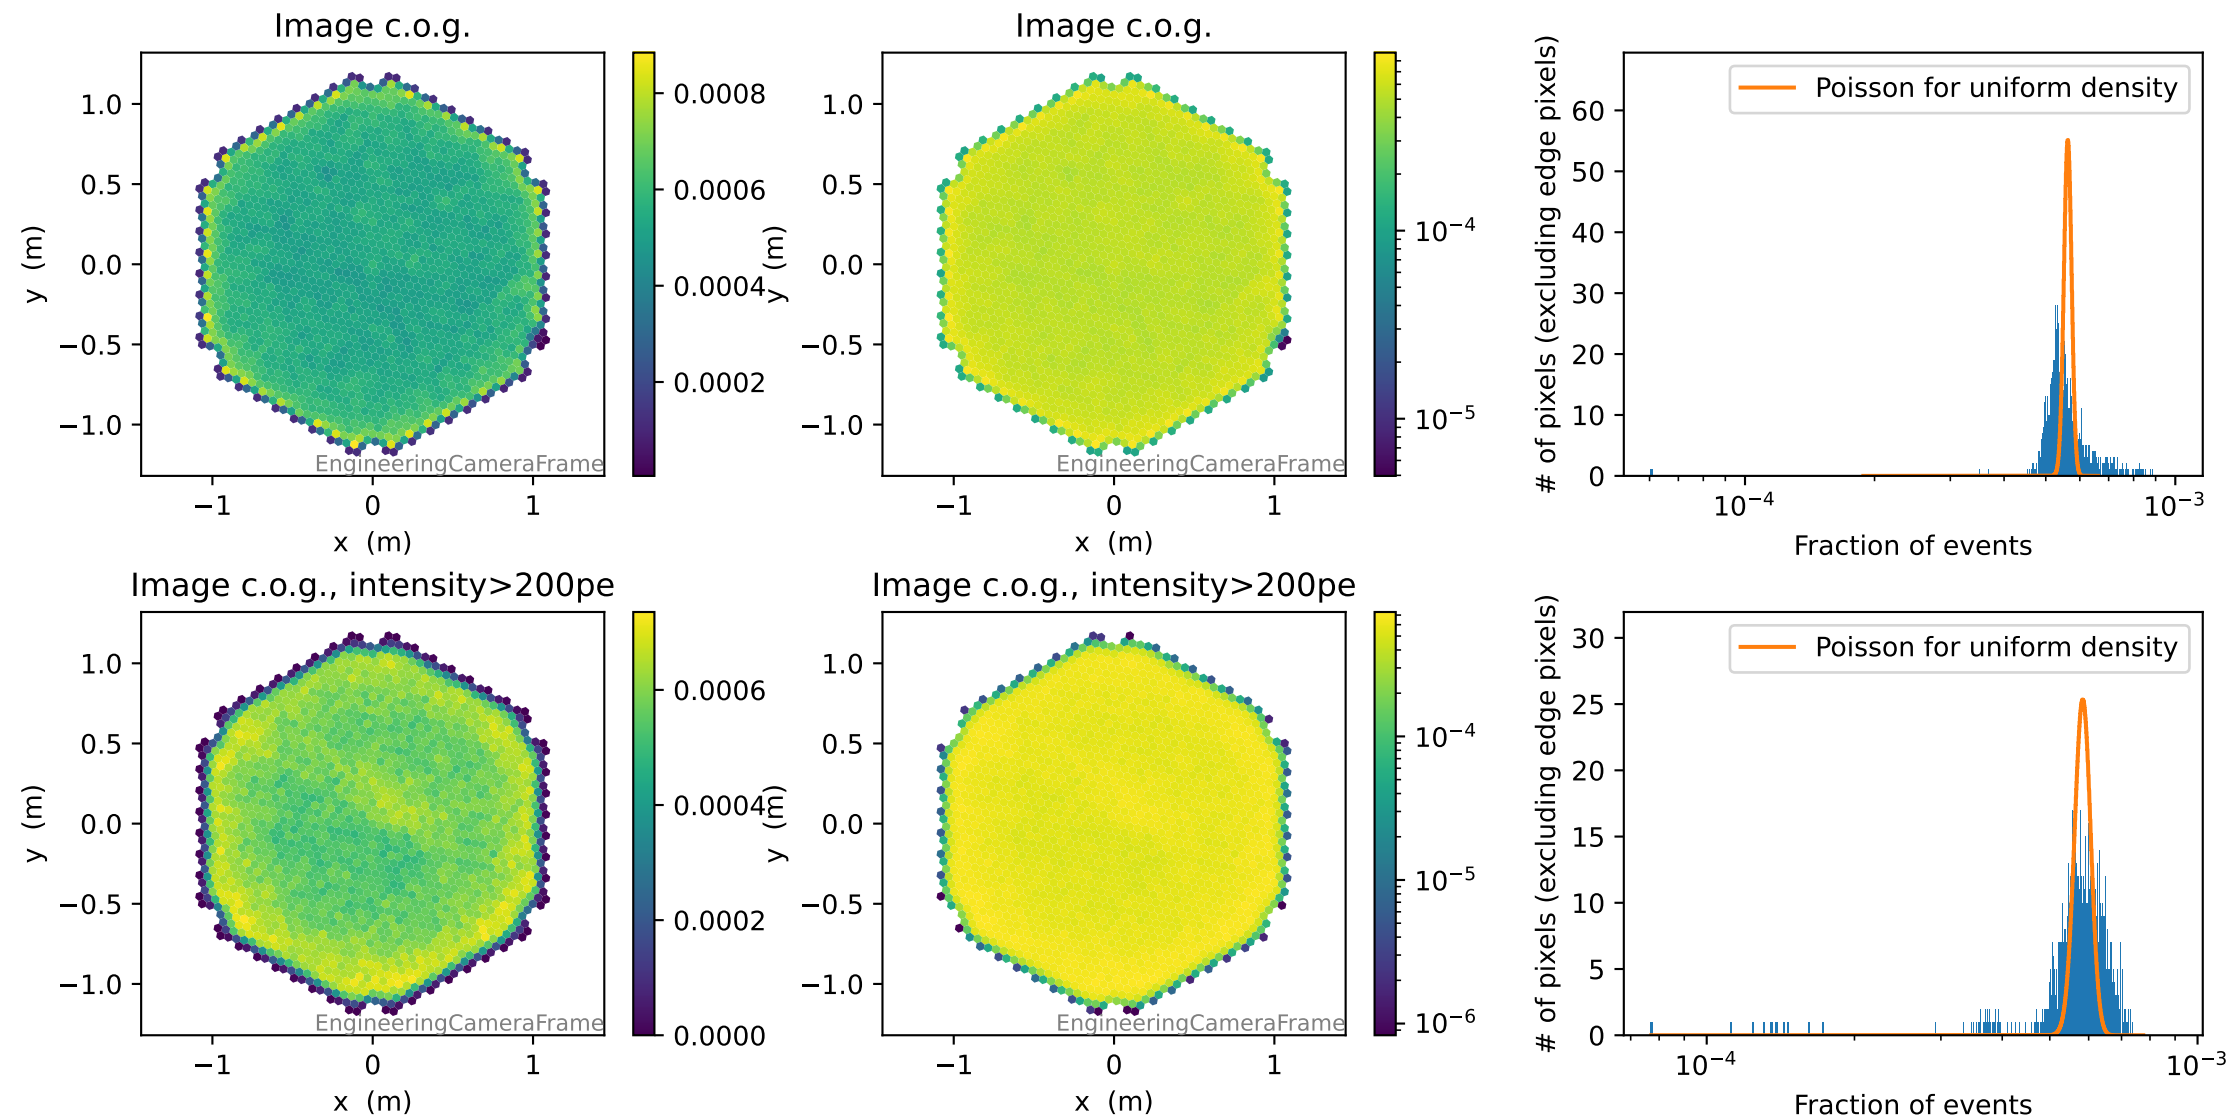 Image c.o.g.
1.0
0.5
0.0
−0.5
−1.0
y (m)
−1
0
1
x (m)
EngineeringCameraFrame
0.0008
0.0006
0.0004
0.0002
Image c.o.g.
1.0
0.5
0.0
−0.5
−1.0
y (m)
−1
0
1
x (m)
EngineeringCameraFrame
10⁻⁴
10⁻⁵
# of pixels (excluding edge pixels)
60
50
40
30
20
10
0
Poisson for uniform density
10⁻⁴
10⁻³
Fraction of events
Image c.o.g., intensity>200pe
1.0
0.5
0.0
−0.5
−1.0
y (m)
−1
0
1
x (m)
EngineeringCameraFrame
0.0006
0.0004
0.0002
0.0000
Image c.o.g., intensity>200pe
1.0
0.5
0.0
−0.5
−1.0
y (m)
−1
0
1
x (m)
EngineeringCameraFrame
10⁻⁴
10⁻⁵
10⁻⁶
# of pixels (excluding edge pixels)
30
25
20
15
10
5
0
Poisson for uniform density
10⁻⁴
10⁻³
Fraction of events